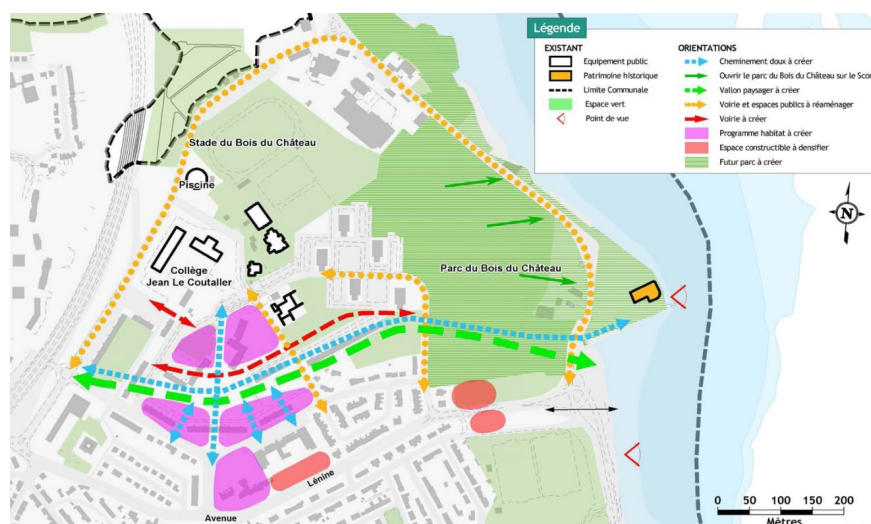 Légende
EXISTANT
Equipement public
Patrimoine historique
Limite Communale
Espace vert
Point de vue
ORIENTATIONS
Cheminement doux à créer
Ouvrir le parc du Bois du Château sur le Scor
Vallon paysager à créer
Voirie et espaces publics à réaménager
Voirie à créer
Programme habitat à créer
Espace constructible à densifier
Futur parc à créer
N
Stade du Bois du Château
Piscine
Collège
Jean Le Coutaller
Parc du Bois du Château
Lénine
Avenue
0 50 100 150 200
Mètres